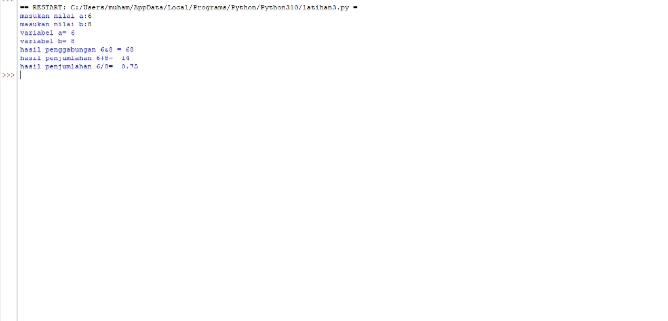 == RESTART: C:/Users/muham/AppData/Local/Programs/Python/Python310/latihan3.py =
masukan nilai a:6
masukan nilai b:8
variabel a= 6
variabel b= 8
hasil penggabungan 6&8 = 68
hasil penjumlahan 6+8=  14
hasil penjumlahan 6/8=  0.75
>>>